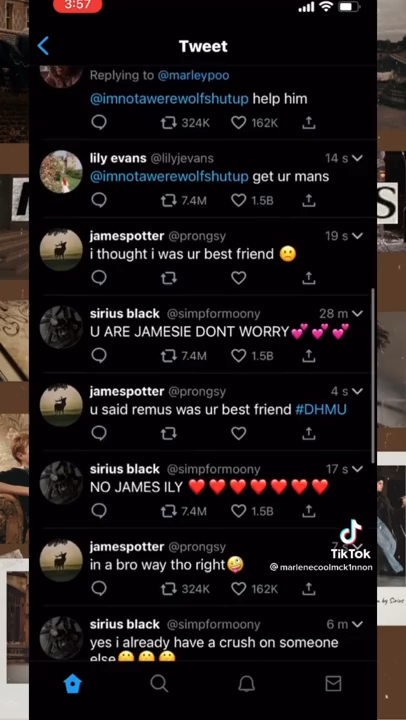 3:57
Tweet
Replying to @marleypoo
@imnotawerewolfshutup help him
324K 162K
lily evans @lilyjevans 14 s
@imnotawerewolfshutup get ur mans
7.4M 1.5B
jamespotter @prongsy 19 s
i thought i was ur best friend 🙁
sirius black @simpformoony 28 m
U ARE JAMESIE DONT WORRY💕💕💕
7.4M 1.5B
jamespotter @prongsy 4 s
u said remus was ur best friend #DHMU
sirius black @simpformoony 17 s
NO JAMES ILY ❤️❤️❤️❤️❤️❤️❤️
7.4M 1.5B
jamespotter @prongsy
in a bro way tho right🤪
324K 162K
TikTok
@marlenecoolmck1nnon
sirius black @simpformoony 6 m
yes i already have a crush on someone
else